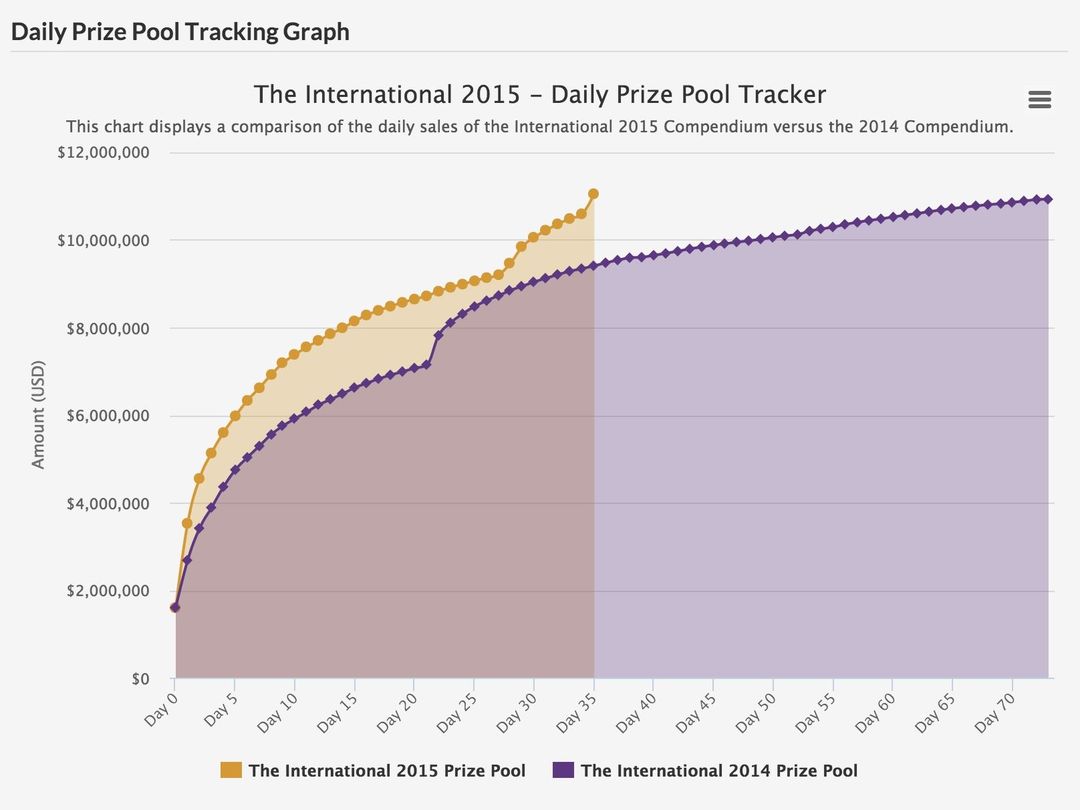 Daily Prize Pool Tracking Graph
The International 2015 – Daily Prize Pool Tracker
This chart displays a comparison of the daily sales of the International 2015 Compendium versus the 2014 Compendium.
Amount (USD)
$12,000,000
$10,000,000
$8,000,000
$6,000,000
$4,000,000
$2,000,000
$0
Day 0 Day 5 Day 10 Day 15 Day 20 Day 25 Day 30 Day 35 Day 40 Day 45 Day 50 Day 55 Day 60 Day 65 Day 70
The International 2015 Prize Pool The International 2014 Prize Pool